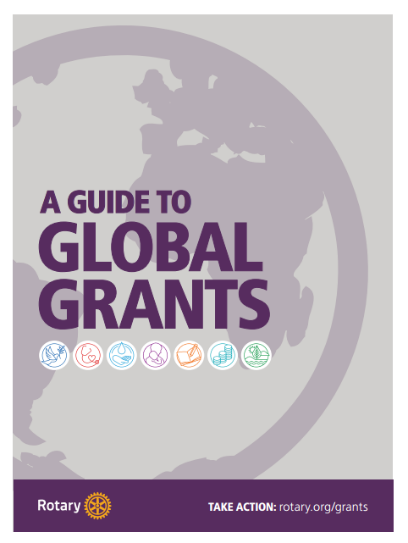 A GUIDE TO
GLOBAL
GRANTS
Rotary
TAKE ACTION: rotary.org/grants